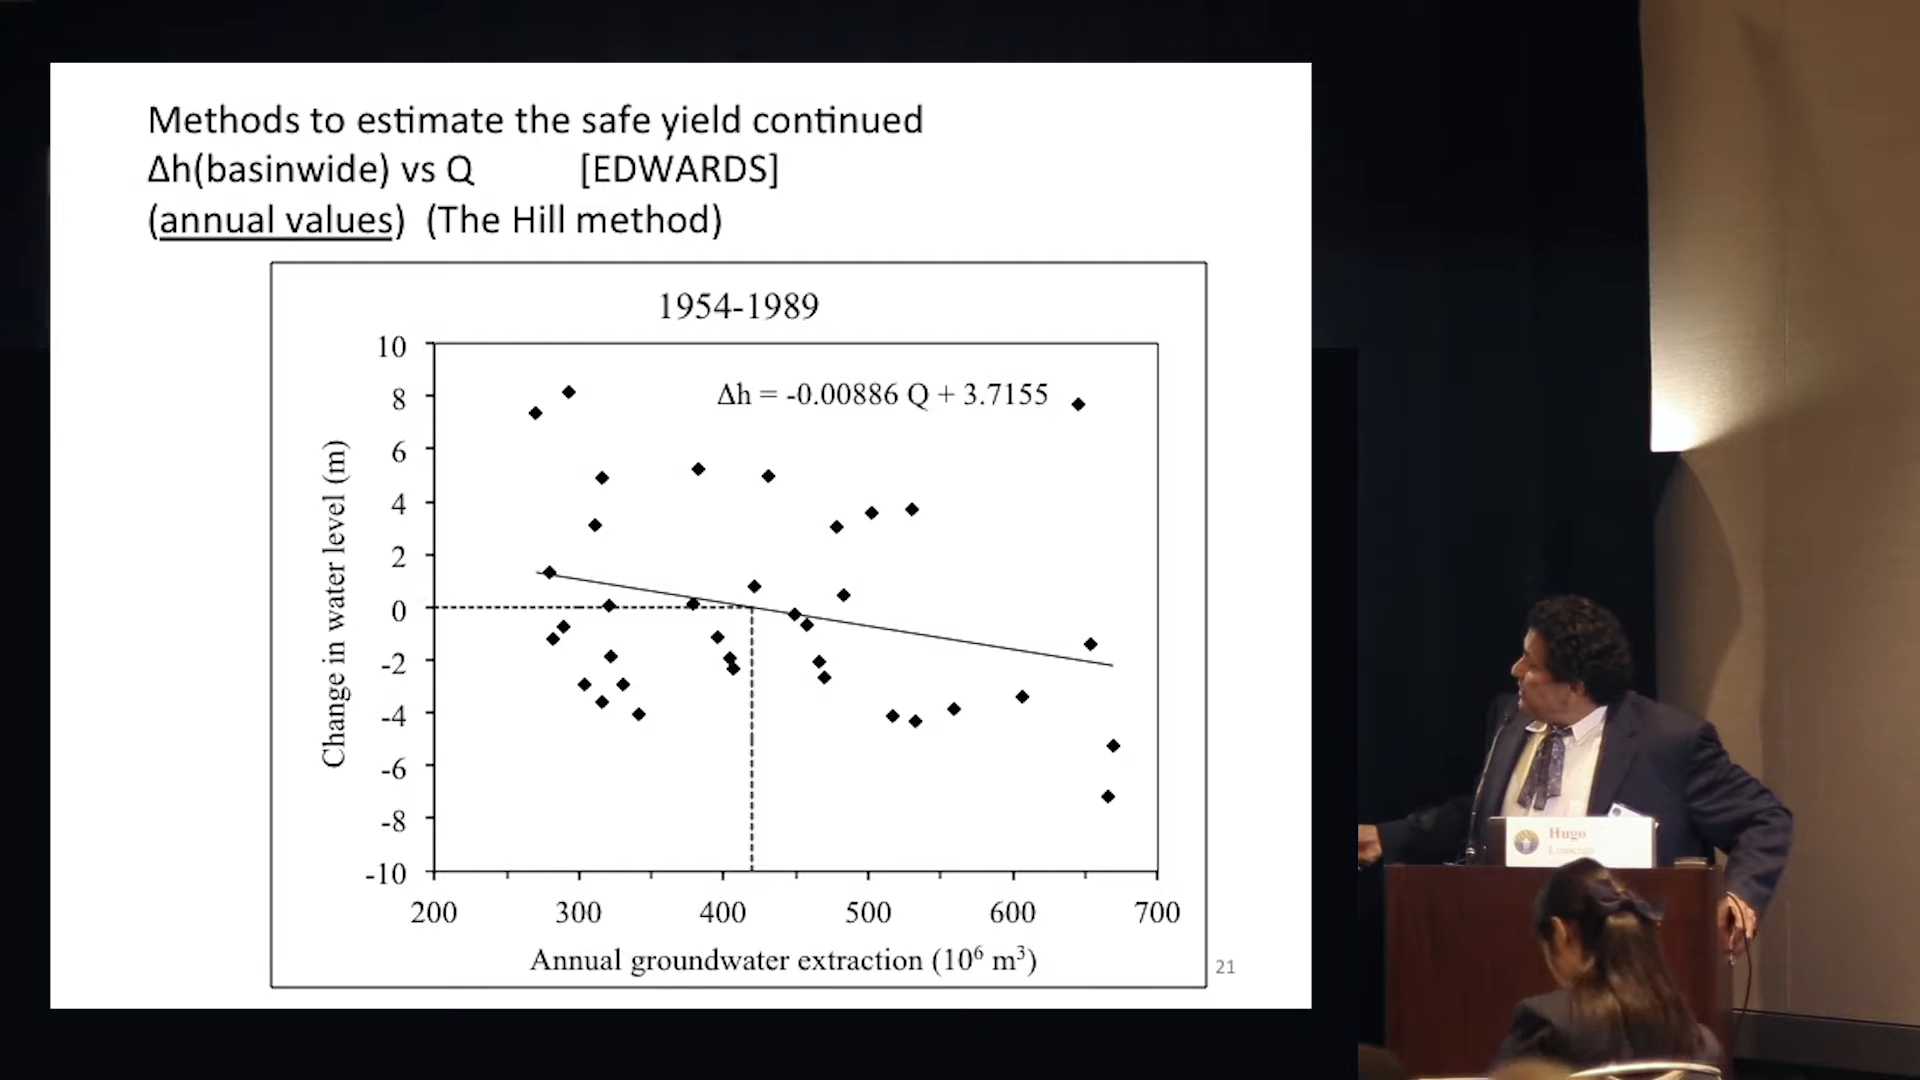 Methods to estimate the safe yield continued
Δh(basinwide) vs Q [EDWARDS]
(annual values) (The Hill method)
1954-1989
Δh = -0.00886 Q + 3.7155
Change in water level (m)
10
8
6
4
2
0
-2
-4
-6
-8
-10
200 300 400 500 600 700
Annual groundwater extraction (10⁶ m³)
21
Hugo